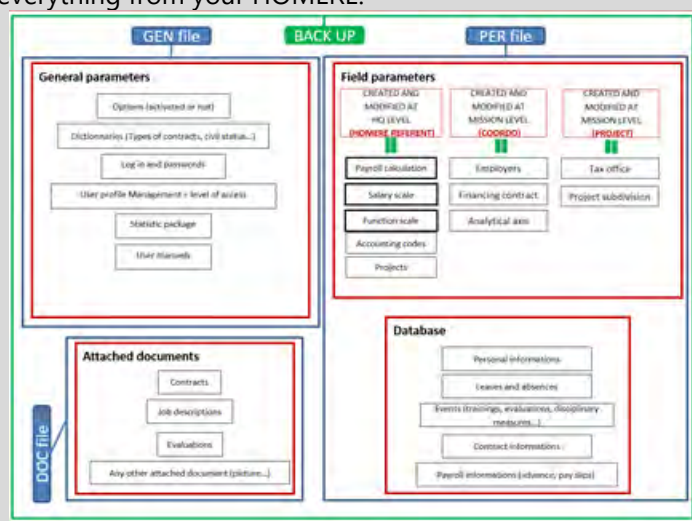 everything from your HOMERE.
GEN file
BACK UP
PER file
General parameters
Options (activated or not)
Dictionnaries (Types of contracts, civil status...)
Log in and passwords
User profile Management = level of access
Statistic package
User manuals
Field parameters
CREATED AND
MODIFIED AT
HQ LEVEL
(HOMERE REFERENT)
CREATED AND
MODIFIED AT
MISSION LEVEL
(COORDO)
CREATED AND
MODIFIED AT
MISSION LEVEL
(PROJECT)
Payroll calculation
Salary scale
Function scale
Accounting codes
Projects
Employers
Financing contract
Analytical axis
Tax office
Project subdivision
Attached documents
Contracts
Job descriptions
Evaluations
Any other attached document (picture...)
DOC file
Database
Personal informations
Leaves and absences
Events (trainings, evaluations, disciplinary
measures...)
Contract informations
Payroll informations (advance, pay slips)